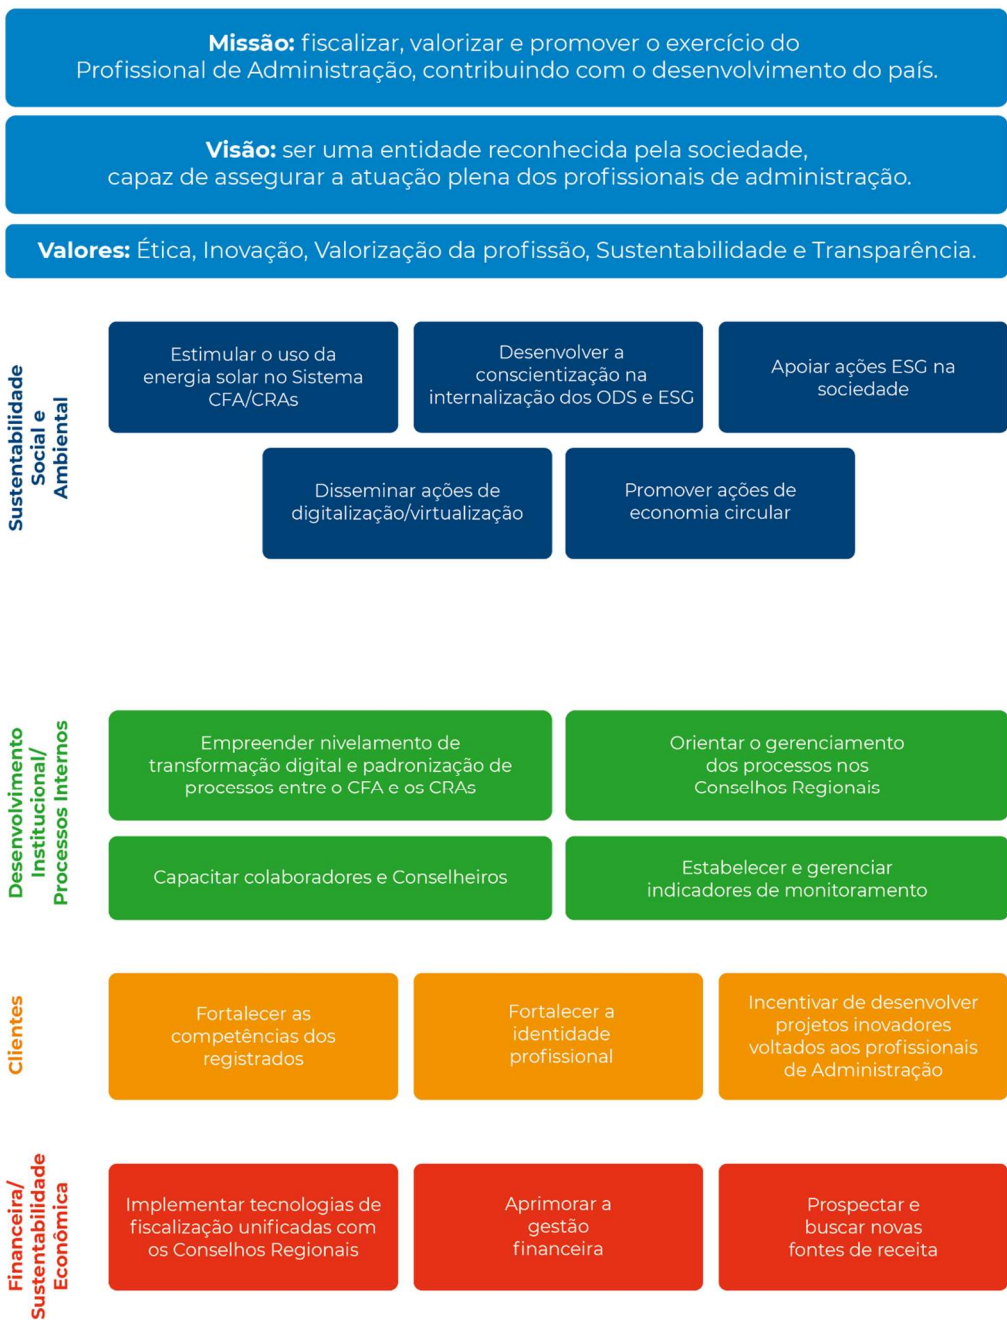 Missão: fiscalizar, valorizar e promover o exercício do
Profissional de Administração, contribuindo com o desenvolvimento do país.
Visão: ser uma entidade reconhecida pela sociedade,
capaz de assegurar a atuação plena dos profissionais de administração.
Valores: Ética, Inovação, Valorização da profissão, Sustentabilidade e Transparência.
Sustentabilidade
Social e
Ambiental
Estimular o uso da
energia solar no Sistema
CFA/CRAs
Desenvolver a
conscientização na
internalização dos ODS e ESG
Apoiar ações ESG na
sociedade
Disseminar ações de
digitalização/virtualização
Promover ações de
economia circular
Desenvolvimento
Institucional/
Processos Internos
Empreender nivelamento de
transformação digital e padronização de
processos entre o CFA e os CRAs
Orientar o gerenciamento
dos processos nos
Conselhos Regionais
Capacitar colaboradores e Conselheiros
Estabelecer e gerenciar
indicadores de monitoramento
Clientes
Fortalecer as
competências dos
registrados
Fortalecer a
identidade
profissional
Incentivar de desenvolver
projetos inovadores
voltados aos profissionais
de Administração
Financeira/
Sustentabilidade
Econômica
Implementar tecnologias de
fiscalização unificadas com
os Conselhos Regionais
Aprimorar a
gestão
financeira
Prospectar e
buscar novas
fontes de receita